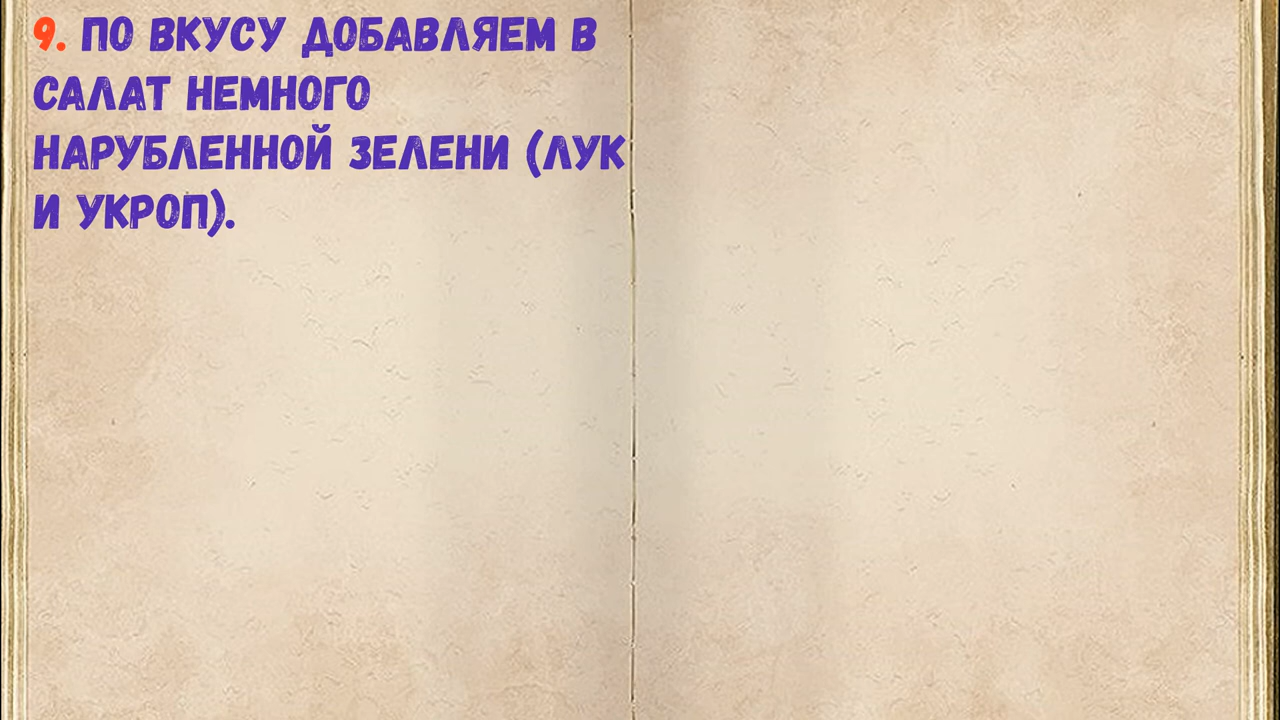 9. ПО ВКУСУ ДОБАВЛЯЕМ В
САЛАТ НЕМНОГО
НАРУБЛЕННОЙ ЗЕЛЕНИ (ЛУК
И УКРОП).